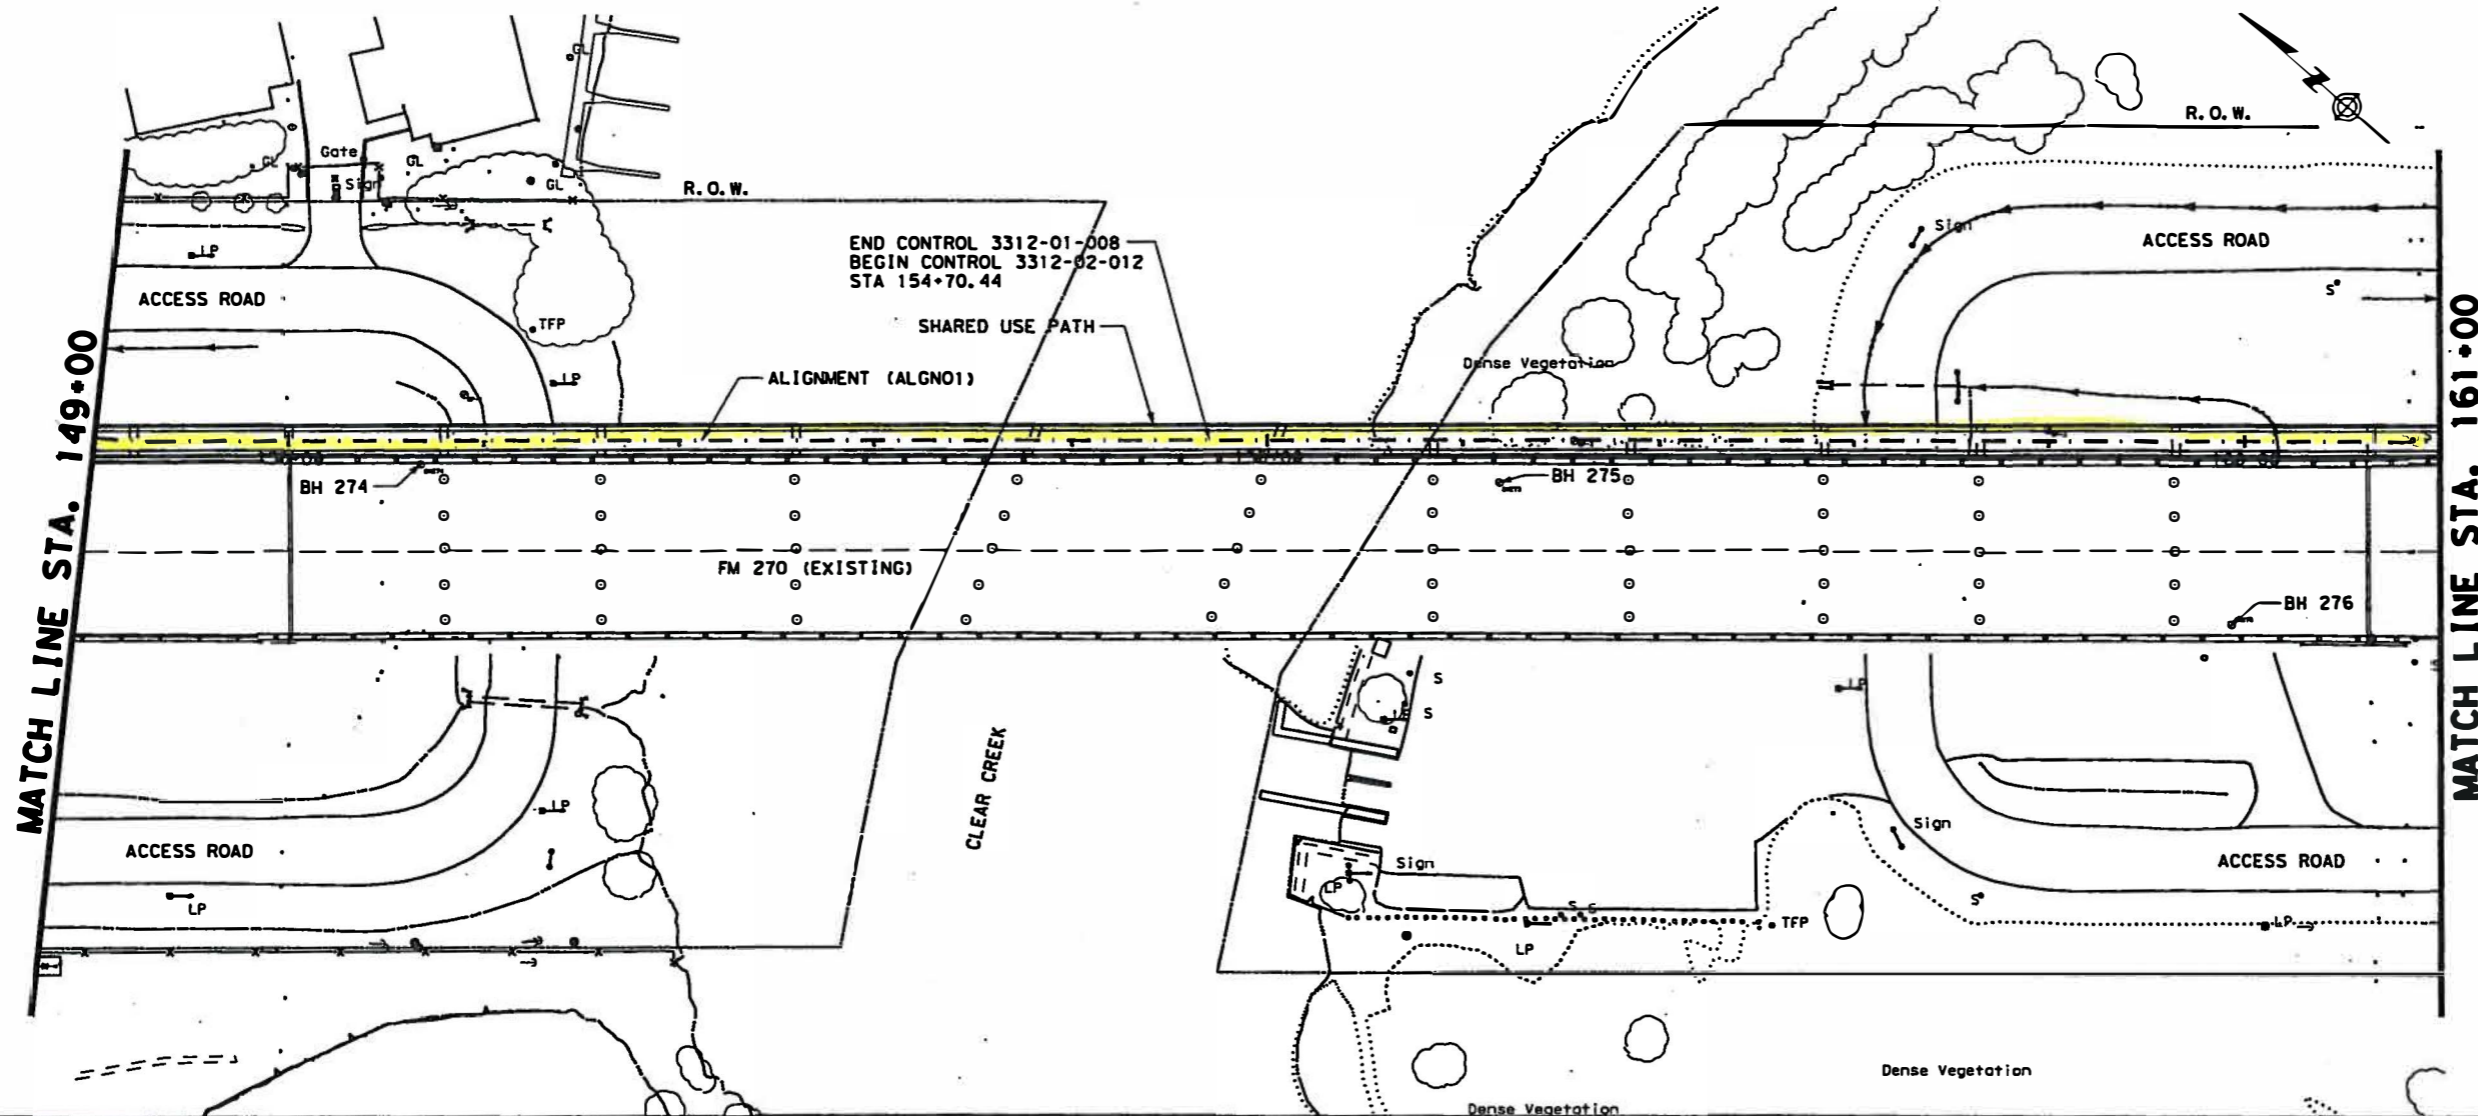 GL
R.O.W.
Gate
GL
GL
Sign
GL
R.O.W.
LP
Sign
ACCESS ROAD
END CONTROL 3312-01-008
BEGIN CONTROL 3312-02-012
STA 154+70.44
ACCESS ROAD
S
TFP
SHARED USE PATH
Dense Vegetation
LP
ALIGNMENT (ALGN01)
MATCH LINE STA. 149+00
MATCH LINE STA. 161+00
BH 274
BH 275
FM 270 (EXISTING)
BH 276
S
LP
S
CLEAR CREEK
LP
Sign
ACCESS ROAD
Sign
ACCESS ROAD
LP
LP
S
S S
TFP
LP
LP
Dense Vegetation
Dense Vegetation